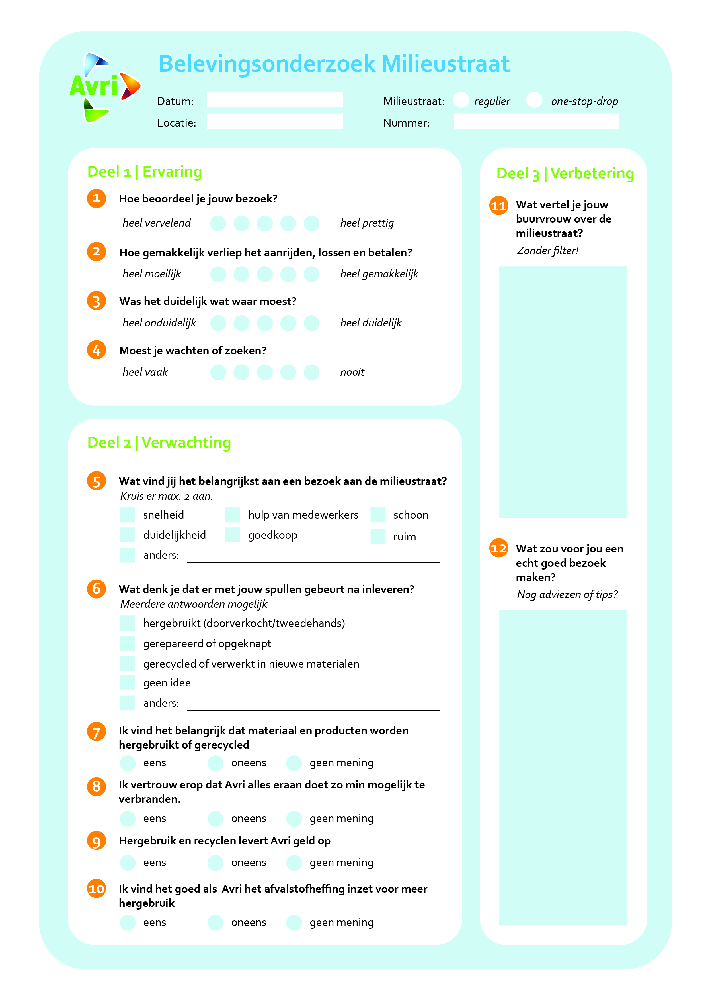 Avri
Belevingsonderzoek Milieustraat
Datum:
Milieustraat: regulier one-stop-drop
Locatie:
Nummer:
Deel 1 | Ervaring
1 Hoe beoordeel je jouw bezoek?
heel vervelend heel prettig
2 Hoe gemakkelijk verliep het aanrijden, lossen en betalen?
heel moeilijk heel gemakkelijk
3 Was het duidelijk wat waar moest?
heel onduidelijk heel duidelijk
4 Moest je wachten of zoeken?
heel vaak nooit
Deel 2 | Verwachting
5 Wat vind jij het belangrijkst aan een bezoek aan de milieustraat?
Kruis er max. 2 aan.
snelheid hulp van medewerkers schoon
duidelijkheid goedkoop ruim
anders:
6 Wat denk je dat er met jouw spullen gebeurt na inleveren?
Meerdere antwoorden mogelijk
hergebruikt (doorverkocht/tweedehands)
gerepareerd of opgeknapt
gerecycled of verwerkt in nieuwe materialen
geen idee
anders:
7 Ik vind het belangrijk dat materiaal en producten worden
hergebruikt of gerecycled
eens oneens geen mening
8 Ik vertrouw erop dat Avri alles eraan doet zo min mogelijk te
verbranden.
eens oneens geen mening
9 Hergebruik en recyclen levert Avri geld op
eens oneens geen mening
10 Ik vind het goed als Avri het afvalstofheffing inzet voor meer
hergebruik
eens oneens geen mening
Deel 3 | Verbetering
11 Wat vertel je jouw
buurvrouw over de
milieustraat?
Zonder filter!
12 Wat zou voor jou een
echt goed bezoek
maken?
Nog adviezen of tips?